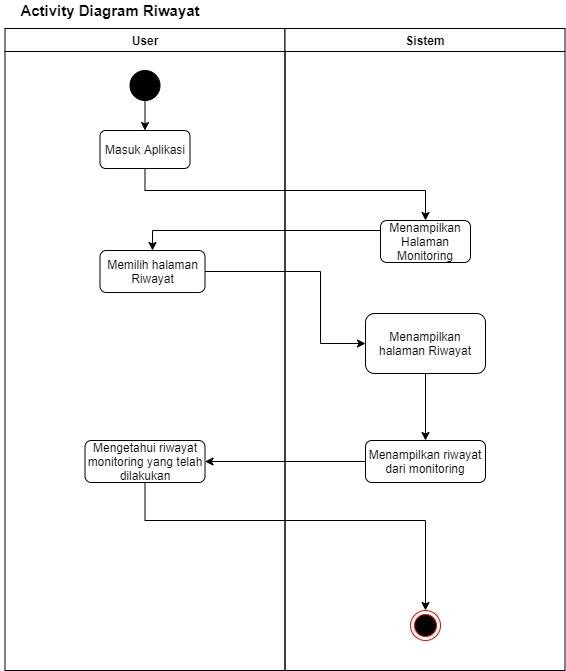 Activity Diagram Riwayat
User
Sistem
Masuk Aplikasi
Menampilkan
Halaman
Monitoring
Memilih halaman
Riwayat
Menampilkan
halaman Riwayat
Menampilkan riwayat
dari monitoring
Mengetahui riwayat
monitoring yang telah
dilakukan